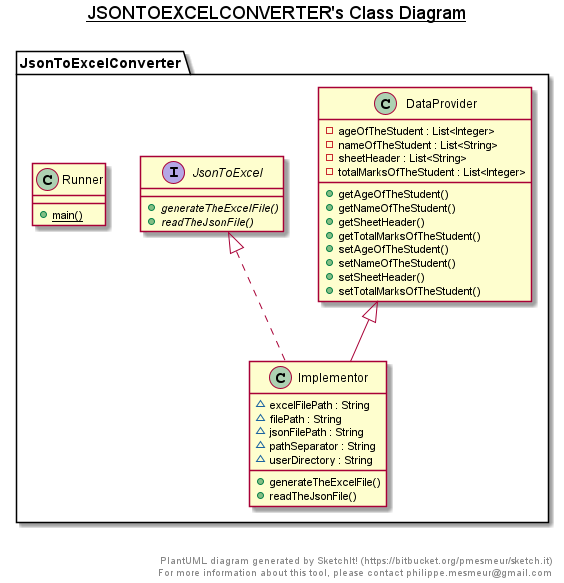 JSONTOEXCELCONVERTER's Class Diagram
JsonToExcelConverter
C DataProvider
ageOfTheStudent : List<Integer>
nameOfTheStudent : List<String>
sheetHeader : List<String>
totalMarksOfTheStudent : List<Integer>
getAgeOfTheStudent()
getNameOfTheStudent()
getSheetHeader()
getTotalMarksOfTheStudent()
setAgeOfTheStudent()
setNameOfTheStudent()
setSheetHeader()
setTotalMarksOfTheStudent()
I JsonToExcel
generateTheExcelFile()
readTheJsonFile()
C Runner
main()
C Implementor
excelFilePath : String
filePath : String
jsonFilePath : String
pathSeparator : String
userDirectory : String
generateTheExcelFile()
readTheJsonFile()
PlantUML diagram generated by SketchIt! (https://bitbucket.org/pmesmeur/sketch.it)
For more information about this tool, please contact philippe.mesmeur@gmail.com